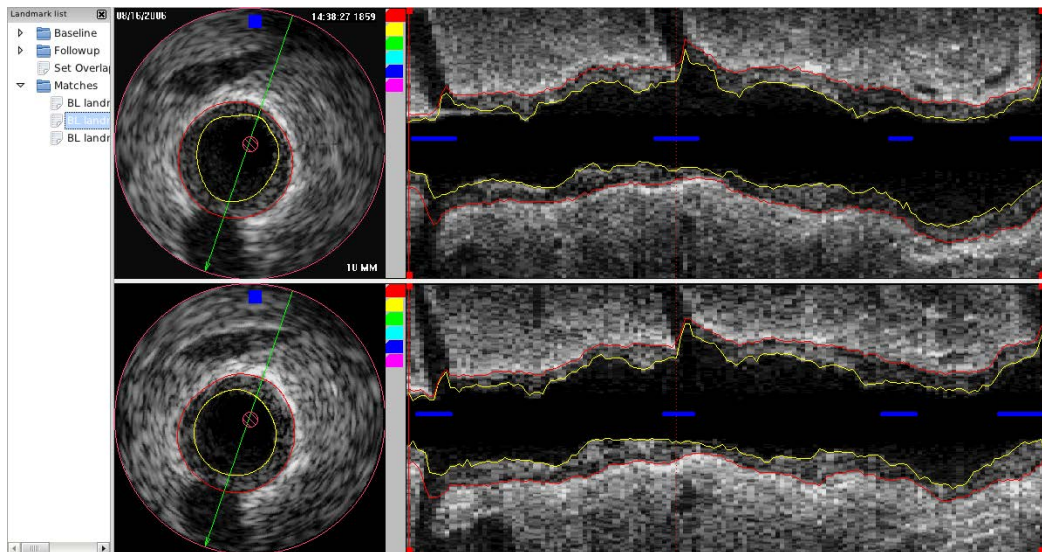 Landmark list
Baseline
Followup
Set Overla
Matches
BL landr
BL landr
BL landr
08/16/2006
14:38:27 1859
10 MM